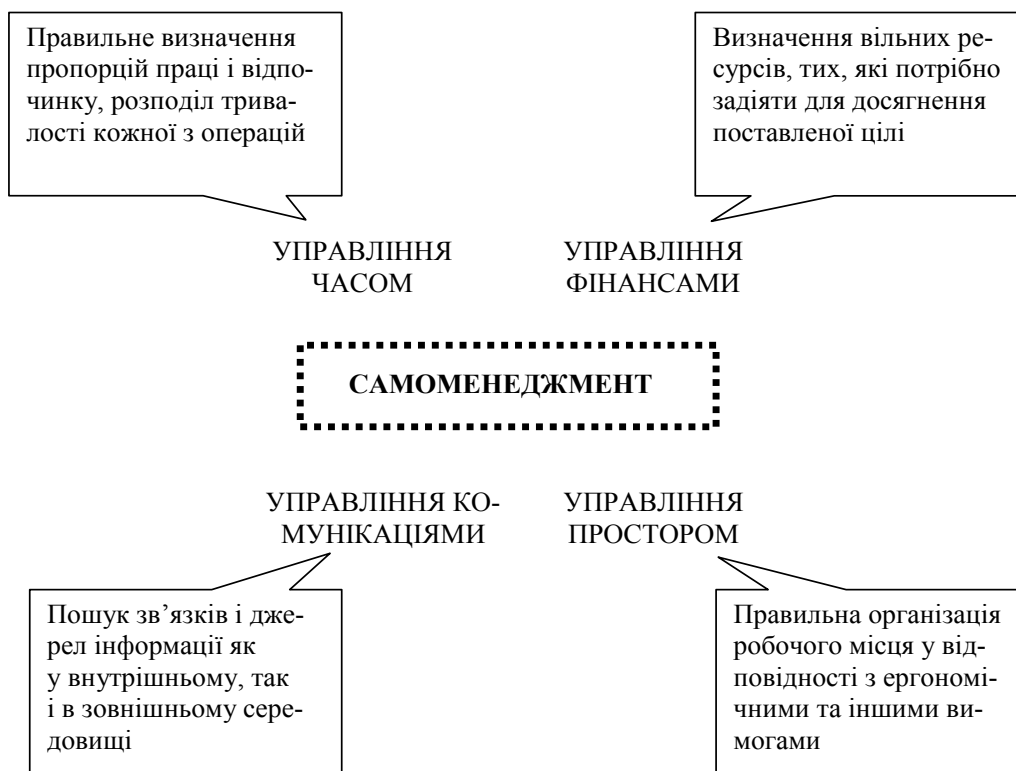 Правильне визначення
пропорцій праці і відпо-
чинку, розподіл трива-
лості кожної з операцій
Визначення вільних ре-
сурсів, тих, які потрібно
задіяти для досягнення
поставленої цілі
УПРАВЛІННЯ
ЧАСОМ
УПРАВЛІННЯ
ФІНАНСАМИ
САМОМЕНЕДЖМЕНТ
УПРАВЛІННЯ КО-
МУНІКАЦІЯМИ
УПРАВЛІННЯ
ПРОСТОРОМ
Пошук зв’язків і дже-
рел інформації як
у внутрішньому, так
і в зовнішньому сере-
довищі
Правильна організація
робочого місця у від-
повідності з ергономі-
чними та іншими ви-
могами